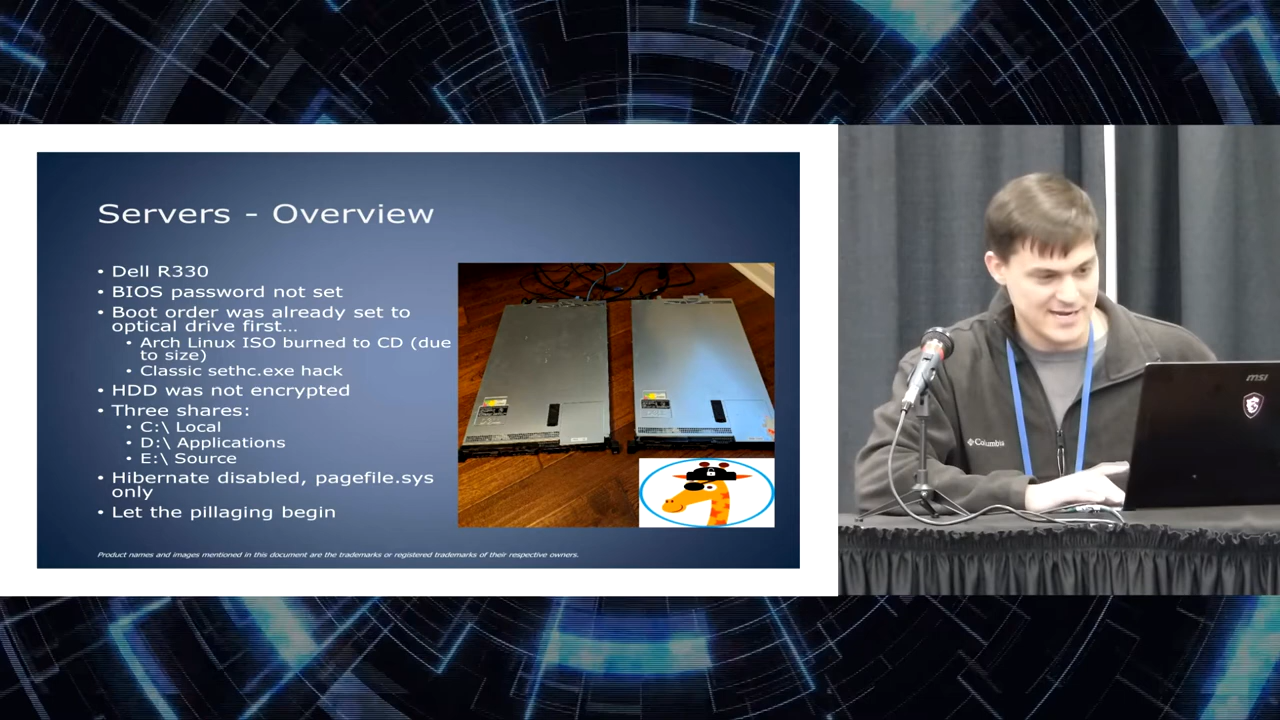 Servers - Overview
• Dell R330
• BIOS password not set
• Boot order was already set to
optical drive first...
• Arch Linux ISO burned to CD (due
to size)
• Classic sethc.exe hack
• HDD was not encrypted
• Three shares:
• C:\ Local
• D:\ Applications
• E:\ Source
• Hibernate disabled, pagefile.sys
only
• Let the pillaging begin
Product names and images mentioned in this document are the trademarks or registered trademarks of their respective owners.
Columbia
msi